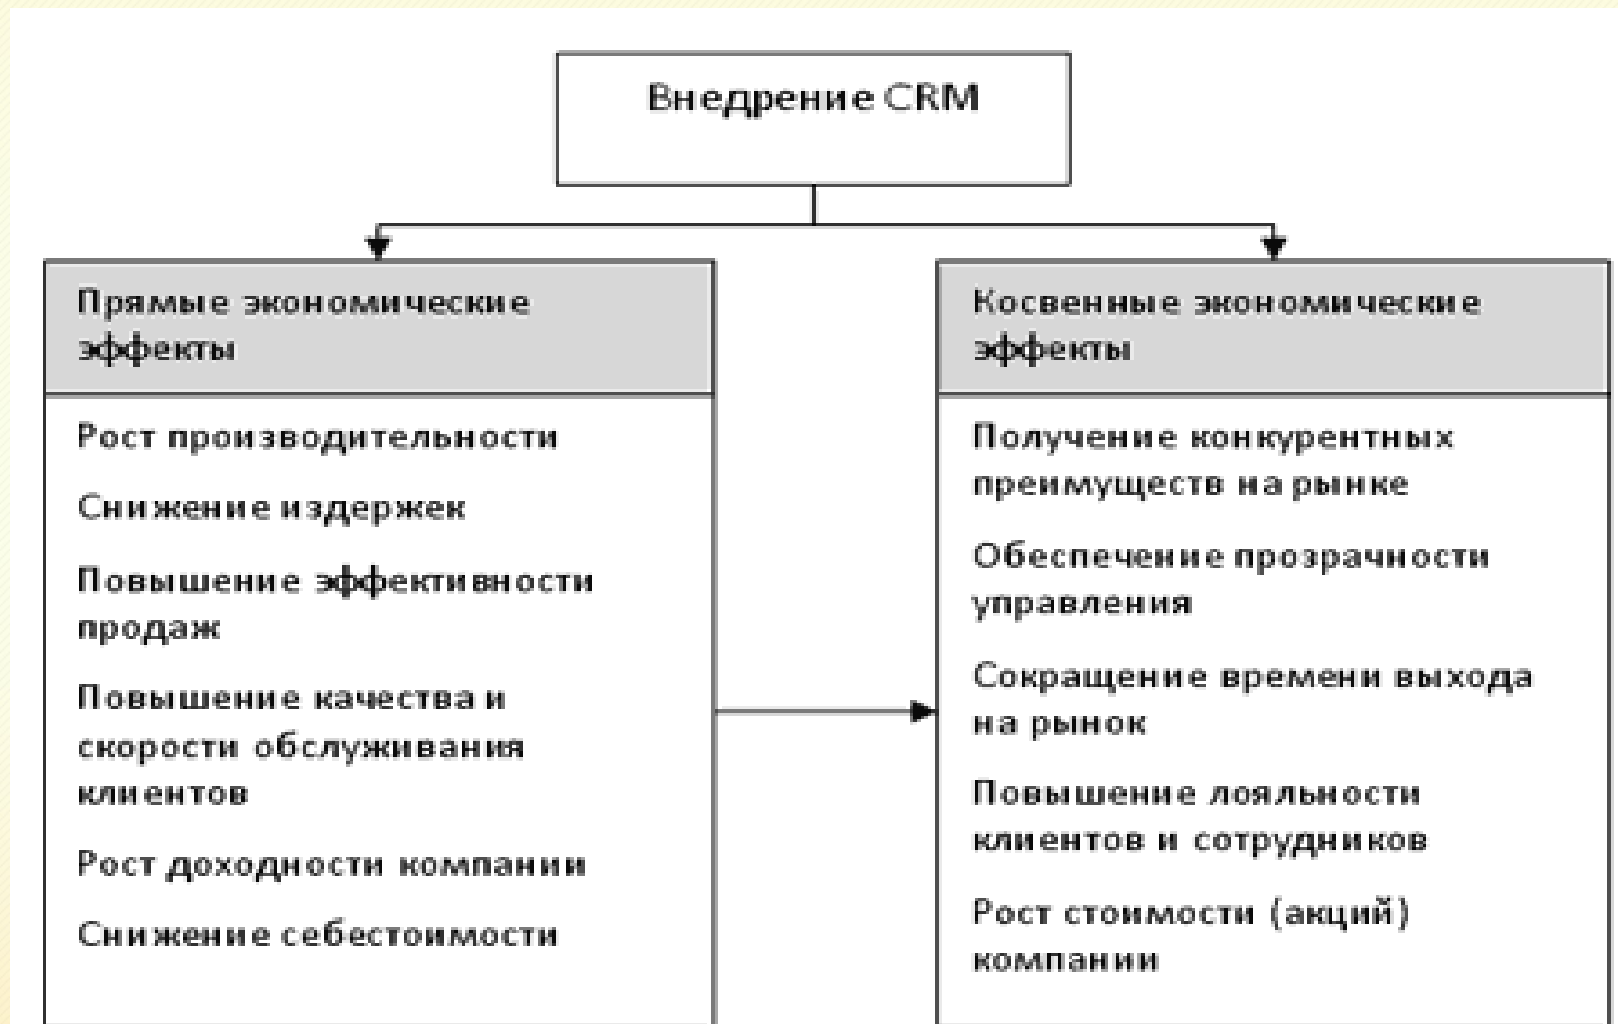 Внедрение CRM
Прямые экономические
эффекты
Рост производительности
Снижение издержек
Повышение эффективности
продаж
Повышение качества и
скорости обслуживания
клиентов
Рост доходности компании
Снижение себестоимости
Косвенные экономические
эффекты
Получение конкурентных
преимуществ на рынке
Обеспечение прозрачности
управления
Сокращение времени выхода
на рынок
Повышение лояльности
клиентов и сотрудников
Рост стоимости (акций)
компании